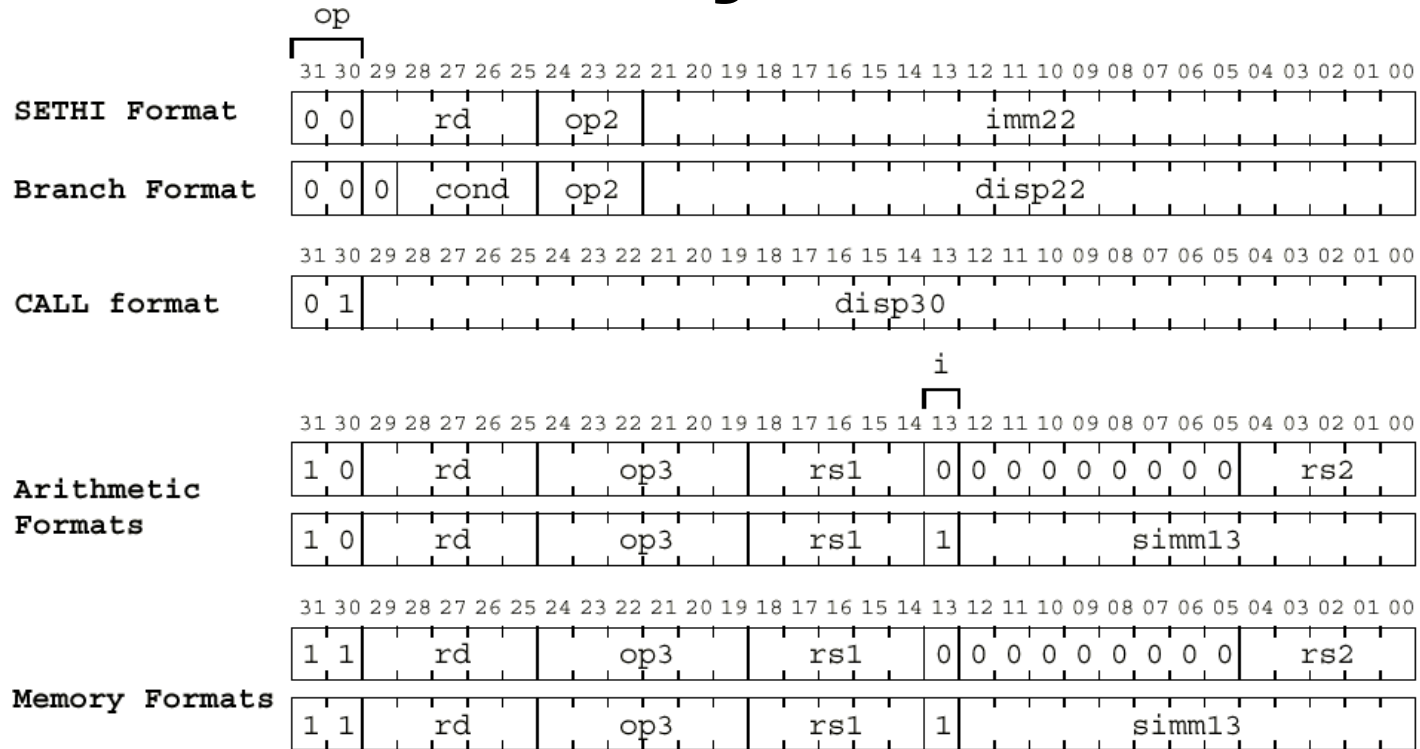 op
31 30 29 28 27 26 25 24 23 22 21 20 19 18 17 16 15 14 13 12 11 10 09 08 07 06 05 04 03 02 01 00
SETHI Format 0 0 rd op2 imm22
Branch Format 0 0 0 cond op2 disp22
31 30 29 28 27 26 25 24 23 22 21 20 19 18 17 16 15 14 13 12 11 10 09 08 07 06 05 04 03 02 01 00
CALL format 0 1 disp30
i
31 30 29 28 27 26 25 24 23 22 21 20 19 18 17 16 15 14 13 12 11 10 09 08 07 06 05 04 03 02 01 00
1 0 rd op3 rs1 0 0 0 0 0 0 0 0 0 rs2
Arithmetic
Formats
1 0 rd op3 rs1 1 simm13
31 30 29 28 27 26 25 24 23 22 21 20 19 18 17 16 15 14 13 12 11 10 09 08 07 06 05 04 03 02 01 00
1 1 rd op3 rs1 0 0 0 0 0 0 0 0 0 rs2
Memory Formats
1 1 rd op3 rs1 1 simm13